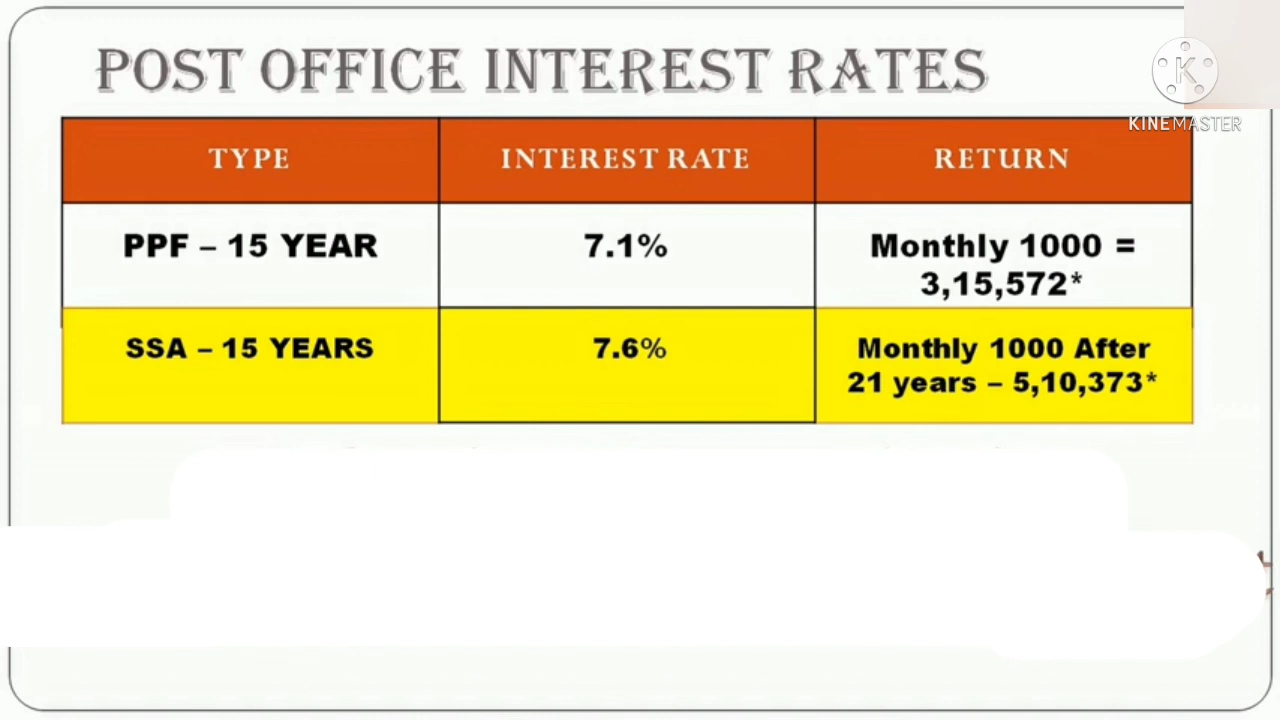 POST OFFICE INTEREST RATES
K
KINEMASTER
TYPE INTEREST RATE RETURN
PPF – 15 YEAR 7.1% Monthly 1000 =
3,15,572*
SSA – 15 YEARS 7.6% Monthly 1000 After
21 years – 5,10,373*